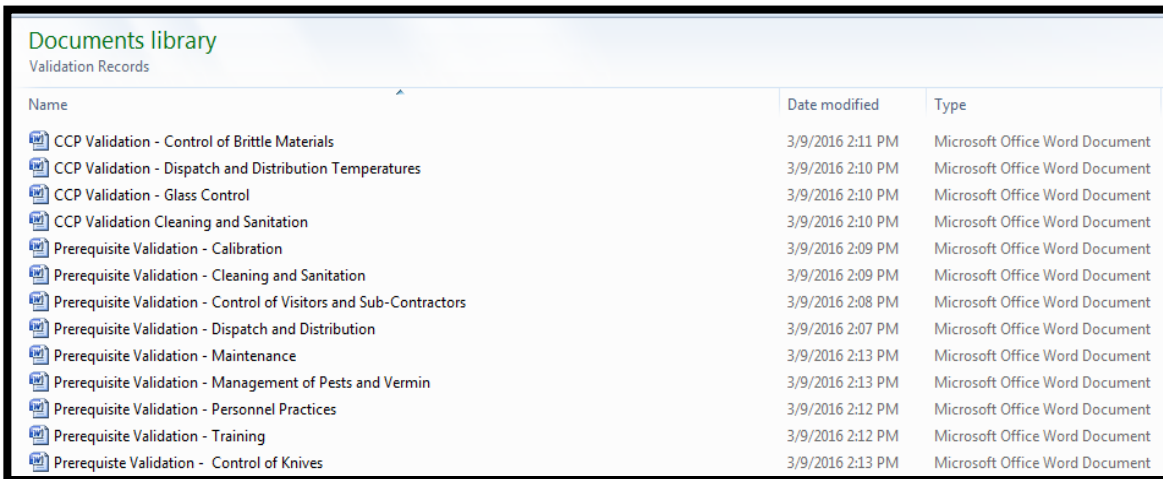 Documents library
Validation Records
Name Date modified Type
CCP Validation - Control of Brittle Materials 3/9/2016 2:11 PM Microsoft Office Word Document
CCP Validation - Dispatch and Distribution Temperatures 3/9/2016 2:10 PM Microsoft Office Word Document
CCP Validation - Glass Control 3/9/2016 2:10 PM Microsoft Office Word Document
CCP Validation Cleaning and Sanitation 3/9/2016 2:10 PM Microsoft Office Word Document
Prerequisite Validation - Calibration 3/9/2016 2:09 PM Microsoft Office Word Document
Prerequisite Validation - Cleaning and Sanitation 3/9/2016 2:09 PM Microsoft Office Word Document
Prerequisite Validation - Control of Visitors and Sub-Contractors 3/9/2016 2:08 PM Microsoft Office Word Document
Prerequisite Validation - Dispatch and Distribution 3/9/2016 2:07 PM Microsoft Office Word Document
Prerequisite Validation - Maintenance 3/9/2016 2:13 PM Microsoft Office Word Document
Prerequisite Validation - Management of Pests and Vermin 3/9/2016 2:13 PM Microsoft Office Word Document
Prerequisite Validation - Personnel Practices 3/9/2016 2:12 PM Microsoft Office Word Document
Prerequisite Validation - Training 3/9/2016 2:12 PM Microsoft Office Word Document
Prerequiste Validation -  Control of Knives 3/9/2016 2:13 PM Microsoft Office Word Document